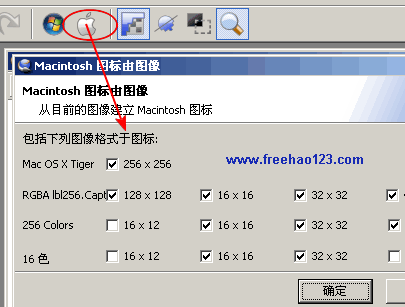 Macintosh 图标由图像
Macintosh 图标由图像
从目前的图像建立 Macintosh 图标
包括下列图像格式于图标:
Mac OS X Tiger 256 x 256
www.freehao123.com
RGBA lbl256.Capt 128 x 128 16 x 16 32 x 32
256 Colors 16 x 12 16 x 16 32 x 32
16 色 16 x 12 16 x 16 32 x 32
确定